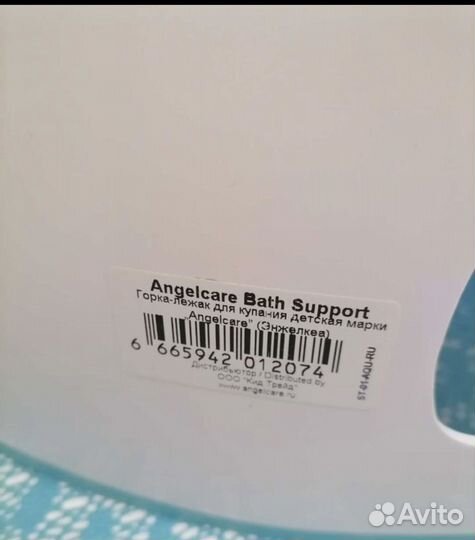 Angelcare Bath Support
Горка-лежак для купания детская марки
„Angelcare" (Энжелкеа)
6 665942 012074
Дистрибьютор / Distributed by
ООО "Кид Трейд"
www.angelcare.ru
ST-01-AQU-RU
Avito